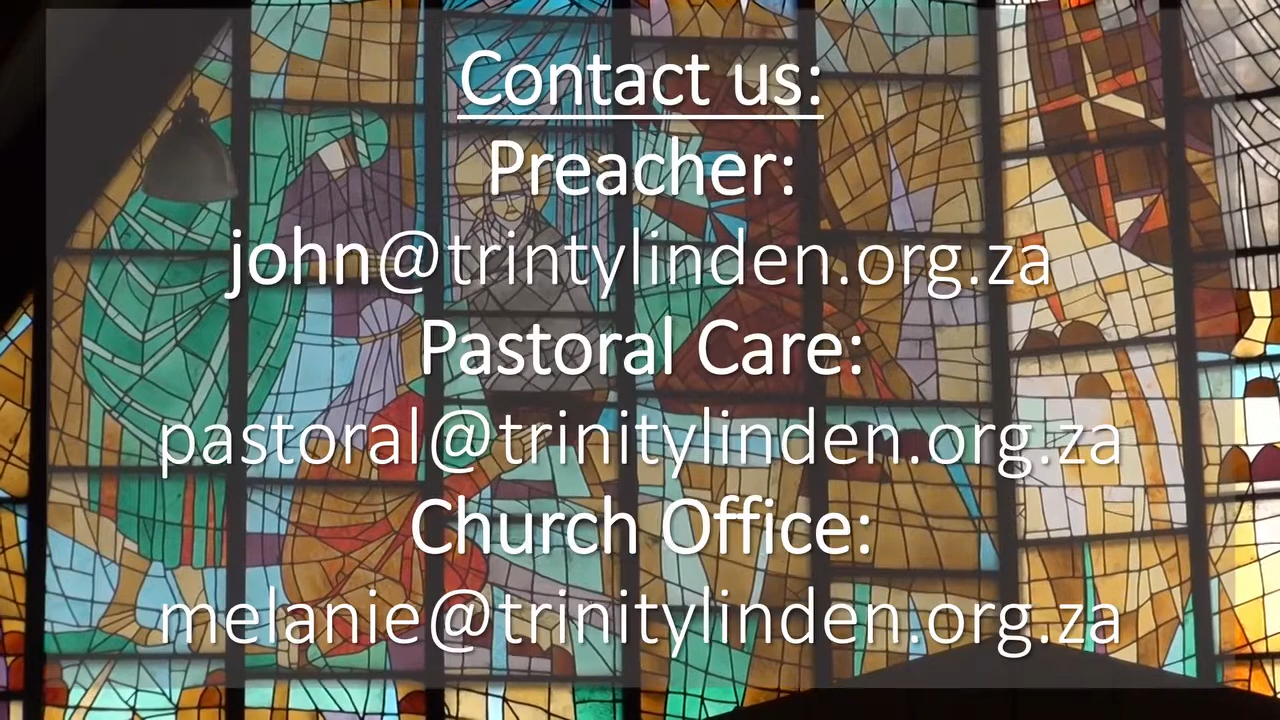 Contact us:
Preacher:
john@trintylinden.org.za
Pastoral Care:
pastoral@trinitylinden.org.za
Church Office:
melanie@trinitylinden.org.za